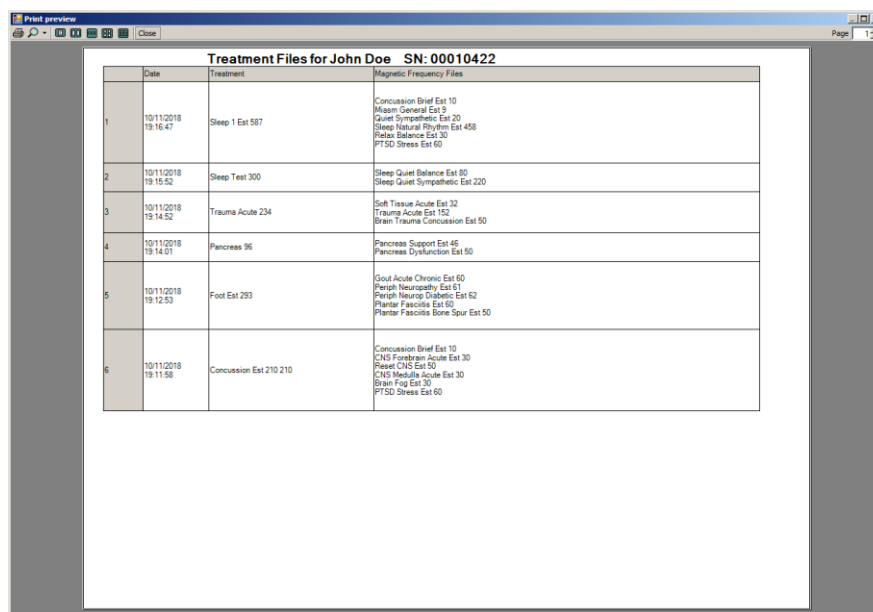 Print preview
Close
Page 1
Treatment Files for John Doe SN: 00010422
Date Treatment Magnetic Frequency Files
1 10/11/2018 19:16:47 Sleep 1 Est 587
Concussion Brief Est 10
Miasm General Est 9
Quiet Sympathetic Est 20
Sleep Natural Rhythm Est 458
Relax Balance Est 30
PTSD Stress Est 60
2 10/11/2018 19:15:52 Sleep Test 300
Sleep Quiet Balance Est 80
Sleep Quiet Sympathetic Est 220
3 10/11/2018 19:14:52 Trauma Acute 234
Soft Tissue Acute Est 32
Trauma Acute Est 152
Brain Trauma Concussion Est 50
4 10/11/2018 19:14:01 Pancreas 96
Pancreas Support Est 46
Pancreas Dysfunction Est 50
5 10/11/2018 19:12:53 Foot Est 293
Gout Acute Chronic Est 60
Periph Neuropathy Est 61
Periph Neurop Diabetic Est 62
Plantar Fasciitis Est 60
Plantar Fasciitis Bone Spur Est 50
6 10/11/2018 19:11:58 Concussion Est 210 210
Concussion Brief Est 10
CNS Forebrain Acute Est 30
Reset CNS Est 50
CNS Medulla Acute Est 30
Brain Fog Est 30
PTSD Stress Est 60